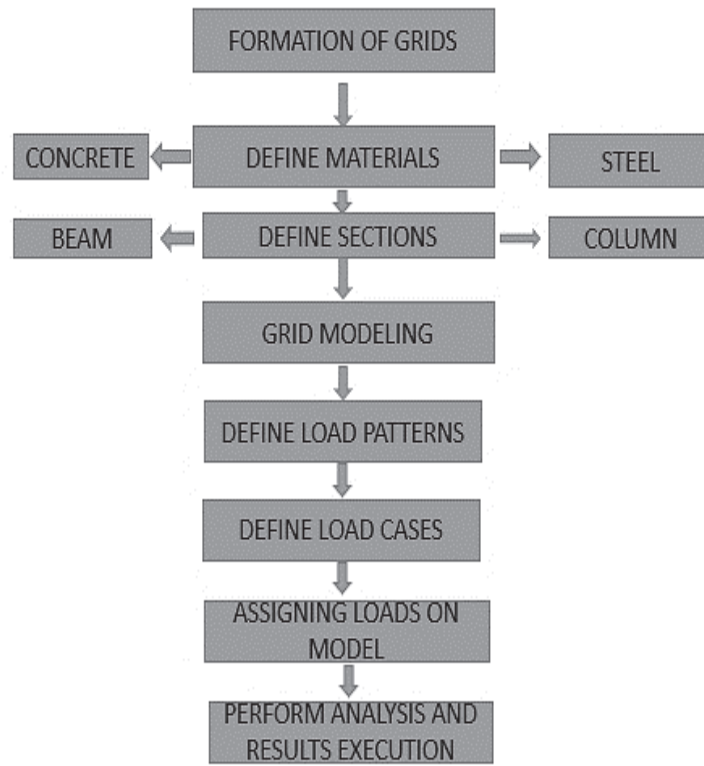 FORMATION OF GRIDS
CONCRETE
DEFINE MATERIALS
STEEL
BEAM
DEFINE SECTIONS
COLUMN
GRID MODELING
DEFINE LOAD PATTERNS
DEFINE LOAD CASES
ASSIGNING LOADS ON
MODEL
PERFORM ANALYSIS AND
RESULTS EXECUTION